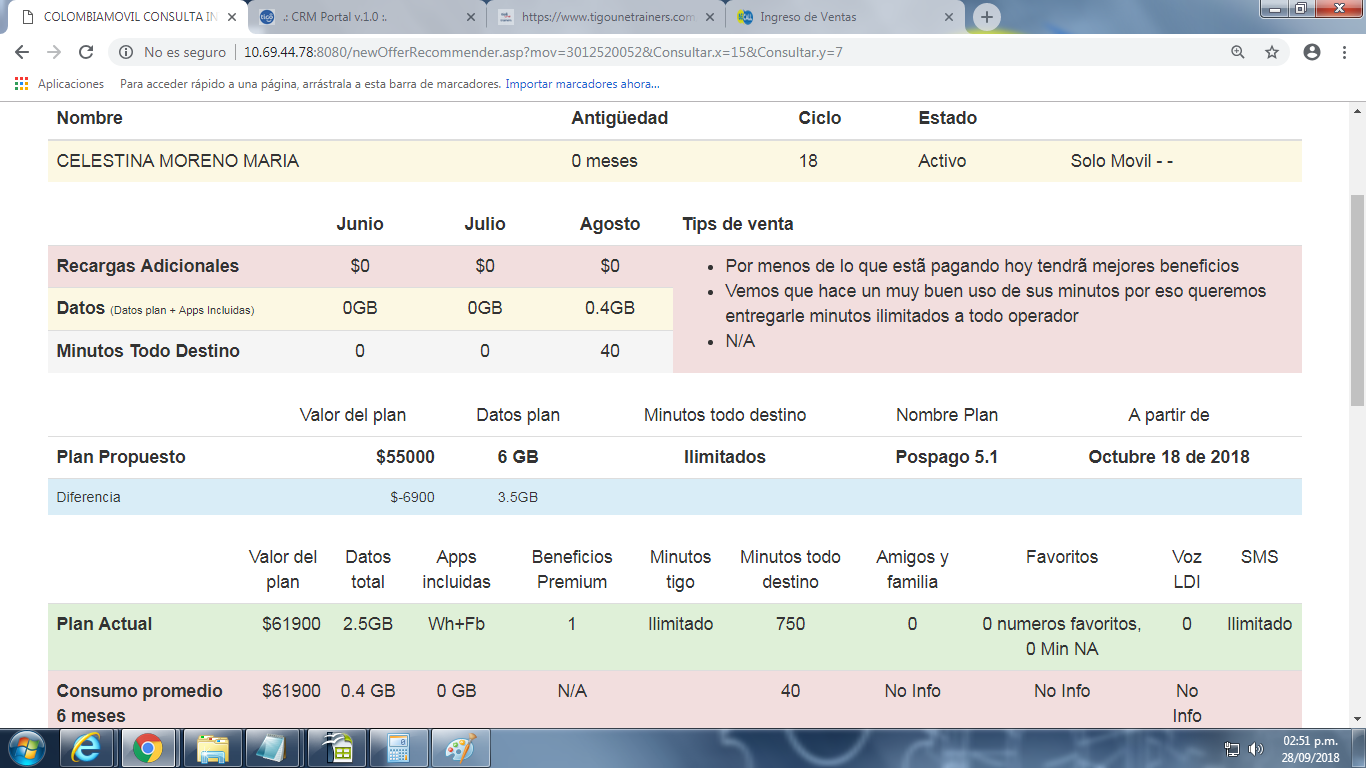 COLOMBIAMOVIL CONSULTA IN
.: CRM Portal v.1.0 :.
https://www.tigounetrainers.com
Ingreso de Ventas
No es seguro
10.69.44.78:8080/newOfferRecommender.asp?mov=3012520052&Consultar.x=15&Consultar.y=7
Aplicaciones Para acceder rápido a una página, arrástrala a esta barra de marcadores. Importar marcadores ahora...
Nombre Antigüedad Ciclo Estado
CELESTINA MORENO MARIA 0 meses 18 Activo Solo Movil - -
Junio Julio Agosto Tips de venta
Recargas Adicionales $0 $0 $0
Datos (Datos plan + Apps Incluidas) 0GB 0GB 0.4GB
Minutos Todo Destino 0 0 40
• Por menos de lo que estã pagando hoy tendrã mejores beneficios
• Vemos que hace un muy buen uso de sus minutos por eso queremos
entregarle minutos ilimitados a todo operador
• N/A
Valor del plan Datos plan Minutos todo destino Nombre Plan A partir de
Plan Propuesto $55000 6 GB Ilimitados Pospago 5.1 Octubre 18 de 2018
Diferencia $-6900 3.5GB
Valor del Datos Apps Beneficios Minutos Minutos todo Amigos y Favoritos Voz SMS
plan total incluidas Premium tigo destino familia LDI
Plan Actual $61900 2.5GB Wh+Fb 1 Ilimitado 750 0 0 numeros favoritos, 0 Ilimitado
0 Min NA
Consumo promedio $61900 0.4 GB 0 GB N/A 40 No Info No Info No
6 meses Info
02:51 p.m.
28/09/2018